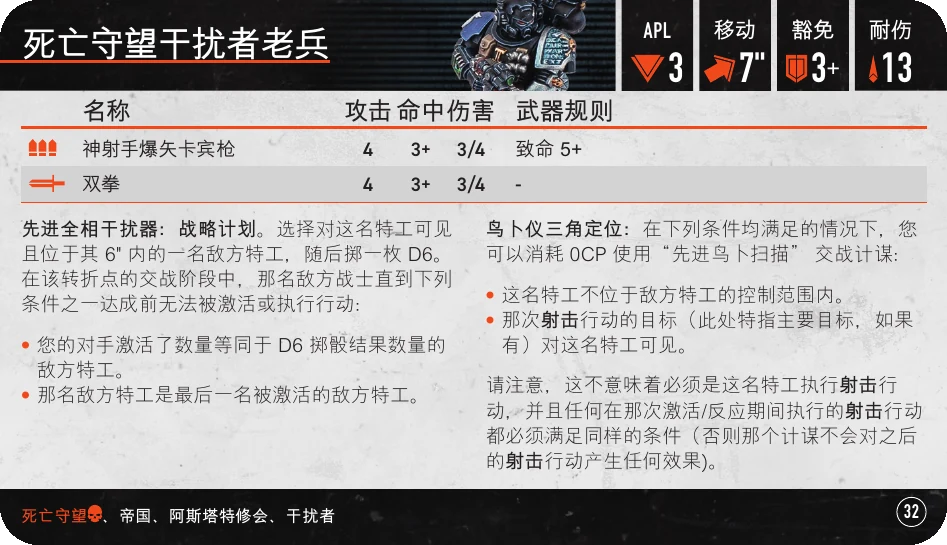 死亡守望干扰者老兵
APL 移动 豁免 耐伤
3 7" 3+ 13
名称 攻击 命中 伤害 武器规则
神射手爆矢卡宾枪 4 3+ 3/4 致命 5+
双拳 4 3+ 3/4 -
先进全相干扰器：战略计划。选择对这名特工可见
且位于其 6" 内的一名敌方特工，随后掷一枚 D6。
在该转折点的交战阶段中，那名敌方战士直到下列
条件之一达成前无法被激活或执行行动:
• 您的对手激活了数量等同于 D6 掷骰结果数量的
敌方特工。
• 那名敌方特工是最后一名被激活的敌方特工。
鸟卜仪三角定位：在下列条件均满足的情况下，您
可以消耗 0CP 使用“先进鸟卜扫描” 交战计谋:
• 这名特工不位于敌方特工的控制范围内。
• 那次射击行动的目标（此处特指主要目标，如果
有）对这名特工可见。
请注意，这不意味着必须是这名特工执行射击行
动，并且任何在那次激活/反应期间执行的射击行动
都必须满足同样的条件（否则那个计谋不会对之后
的射击行动产生任何效果)。
死亡守望、帝国、阿斯塔特修会、干扰者
32